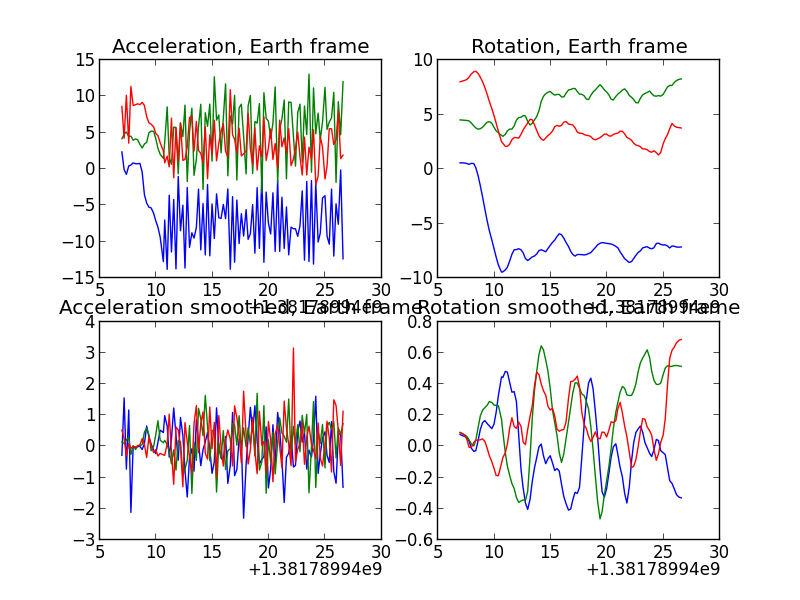 Acceleration, Earth frame
15
10
5
0
−5
−10
−15
5 10 15 20 25 30
+1.38178994e9
Rotation, Earth frame
10
5
0
−5
−10
5 10 15 20 25 30
+1.38178994e9
Acceleration smoothed, Earth frame
4
3
2
1
0
−1
−2
−3
5 10 15 20 25 30
+1.38178994e9
Rotation smoothed, Earth frame
0.8
0.6
0.4
0.2
0.0
−0.2
−0.4
−0.6
5 10 15 20 25 30
+1.38178994e9